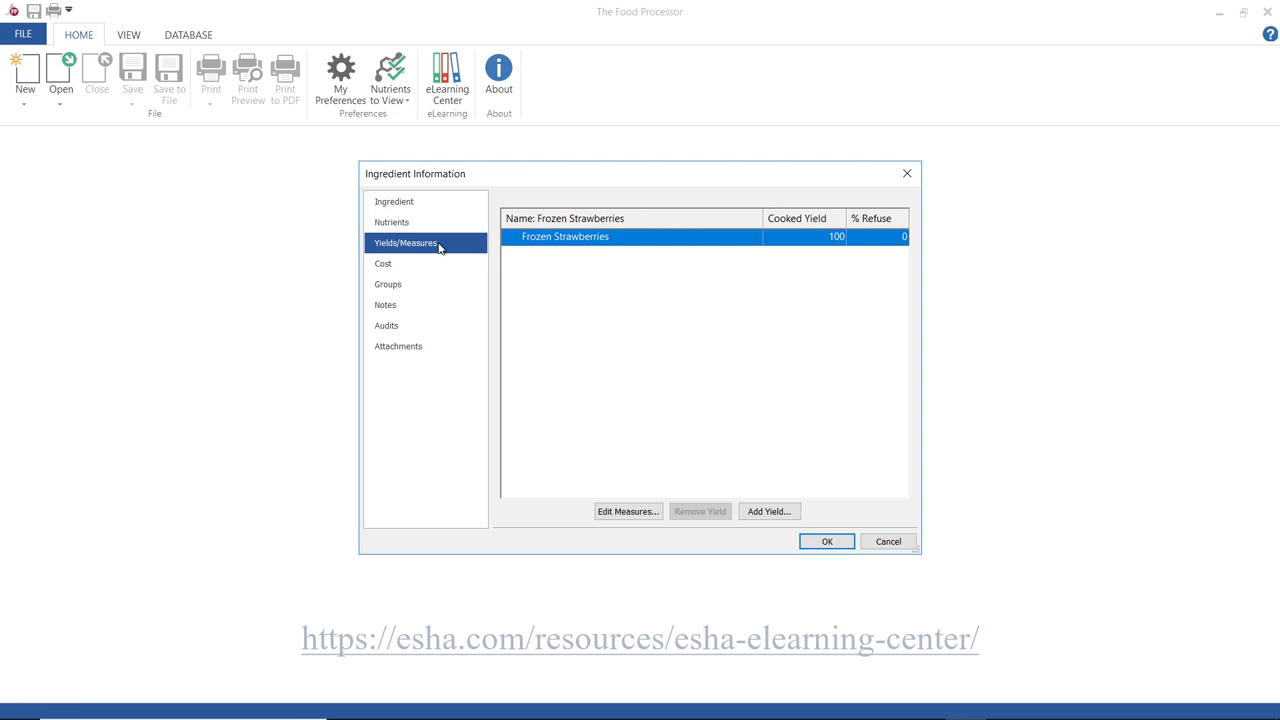 The Food Processor
FILE HOME VIEW DATABASE
New Open Close Save Save to File Print Print Preview Print to PDF My Preferences Nutrients to View eLearning Center About
File Preferences eLearning About
Ingredient Information
Ingredient
Nutrients
Yields/Measures
Cost
Groups
Notes
Audits
Attachments
Name: Frozen Strawberries Cooked Yield % Refuse
Frozen Strawberries 100 0
Edit Measures... Remove Yield Add Yield...
OK Cancel
https://esha.com/resources/esha-elearning-center/